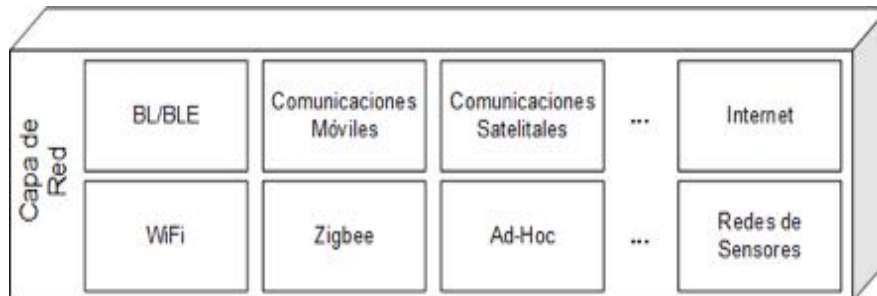 Capa de
Red
BL/BLE
Comunicaciones
Móviles
Comunicaciones
Satelitales
...
Internet
WiFi
Zigbee
Ad-Hoc
...
Redes de
Sensores